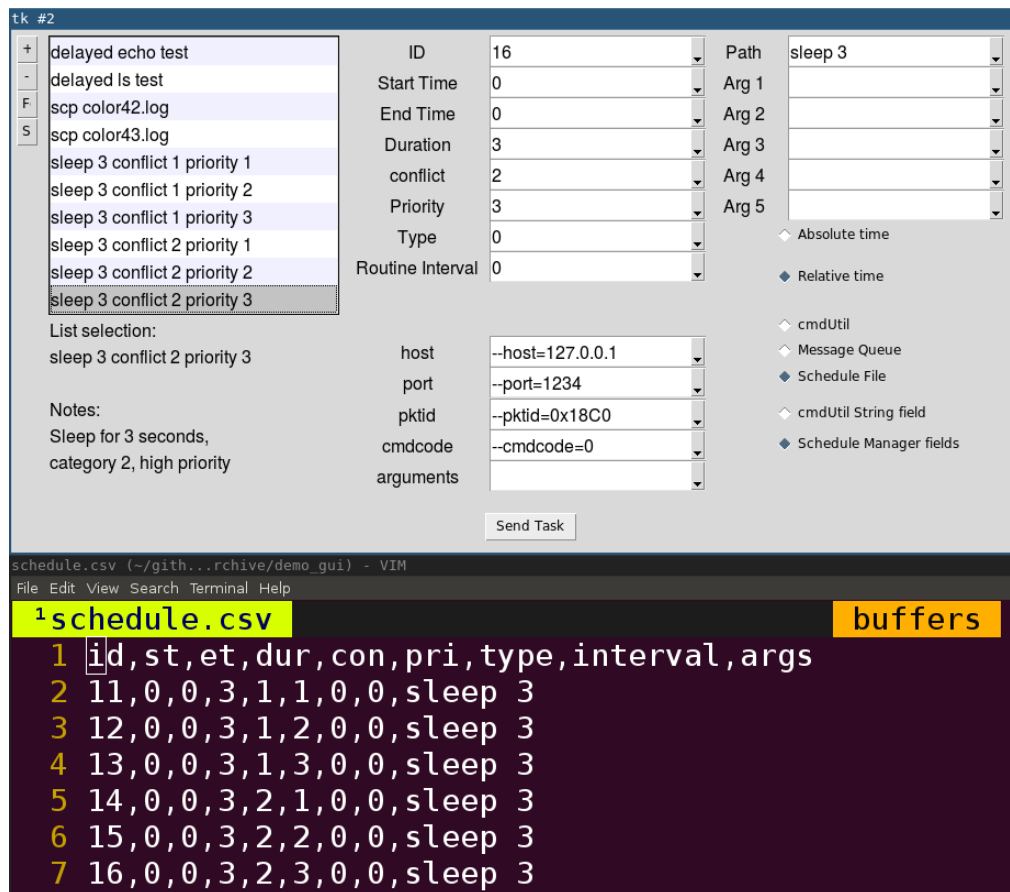 tk #2
+
-
F
S
delayed echo test
delayed ls test
scp color42.log
scp color43.log
sleep 3 conflict 1 priority 1
sleep 3 conflict 1 priority 2
sleep 3 conflict 1 priority 3
sleep 3 conflict 2 priority 1
sleep 3 conflict 2 priority 2
sleep 3 conflict 2 priority 3
List selection:
sleep 3 conflict 2 priority 3
Notes:
Sleep for 3 seconds,
category 2, high priority
ID 16
Start Time 0
End Time 0
Duration 3
conflict 2
Priority 3
Type 0
Routine Interval 0
host --host=127.0.0.1
port --port=1234
pktid --pktid=0x18C0
cmdcode --cmdcode=0
arguments
Send Task
Path sleep 3
Arg 1
Arg 2
Arg 3
Arg 4
Arg 5
Absolute time
Relative time
cmdUtil
Message Queue
Schedule File
cmdUtil String field
Schedule Manager fields
schedule.csv (~/gith...rchive/demo_gui) - VIM
File Edit View Search Terminal Help
¹schedule.csv buffers
1 id,st,et,dur,con,pri,type,interval,args
2 11,0,0,3,1,1,0,0,sleep 3
3 12,0,0,3,1,2,0,0,sleep 3
4 13,0,0,3,1,3,0,0,sleep 3
5 14,0,0,3,2,1,0,0,sleep 3
6 15,0,0,3,2,2,0,0,sleep 3
7 16,0,0,3,2,3,0,0,sleep 3